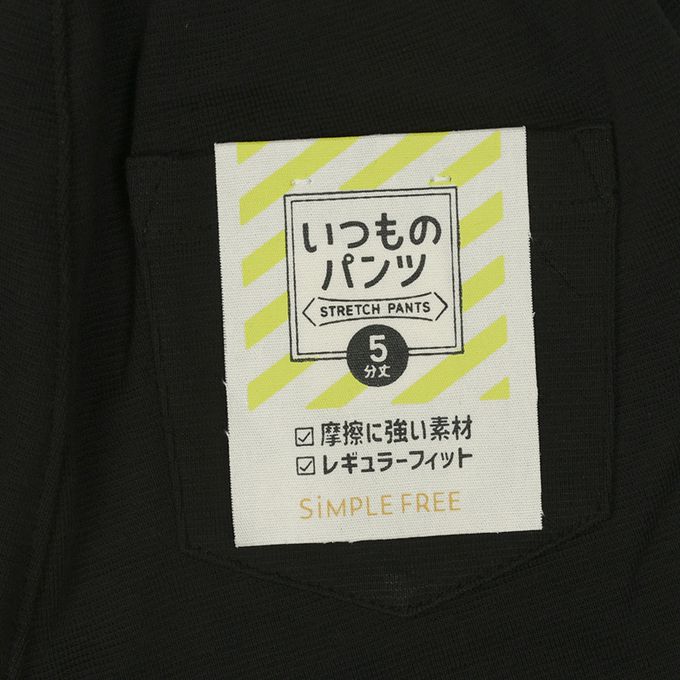 いつもの
パンツ
STRETCH PANTS
5
分丈
☑摩擦に強い素材
☑レギュラーフィット
SiMPLE FREE